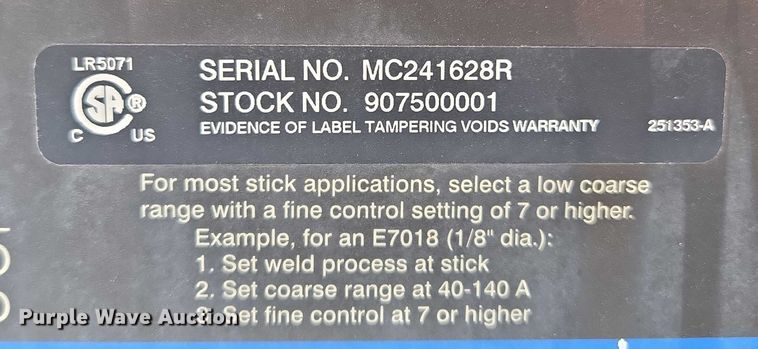 LR5071
SERIAL NO. MC241628R
STOCK NO. 907500001
SA ®
C US
EVIDENCE OF LABEL TAMPERING VOIDS WARRANTY 251353-A
For most stick applications, select a low coarse
range with a fine control setting of 7 or higher.
Example, for an E7018 (1/8" dia.):
1. Set weld process at stick
2. Set coarse range at 40-140 A
3. Set fine control at 7 or higher
Purple Wave Auction